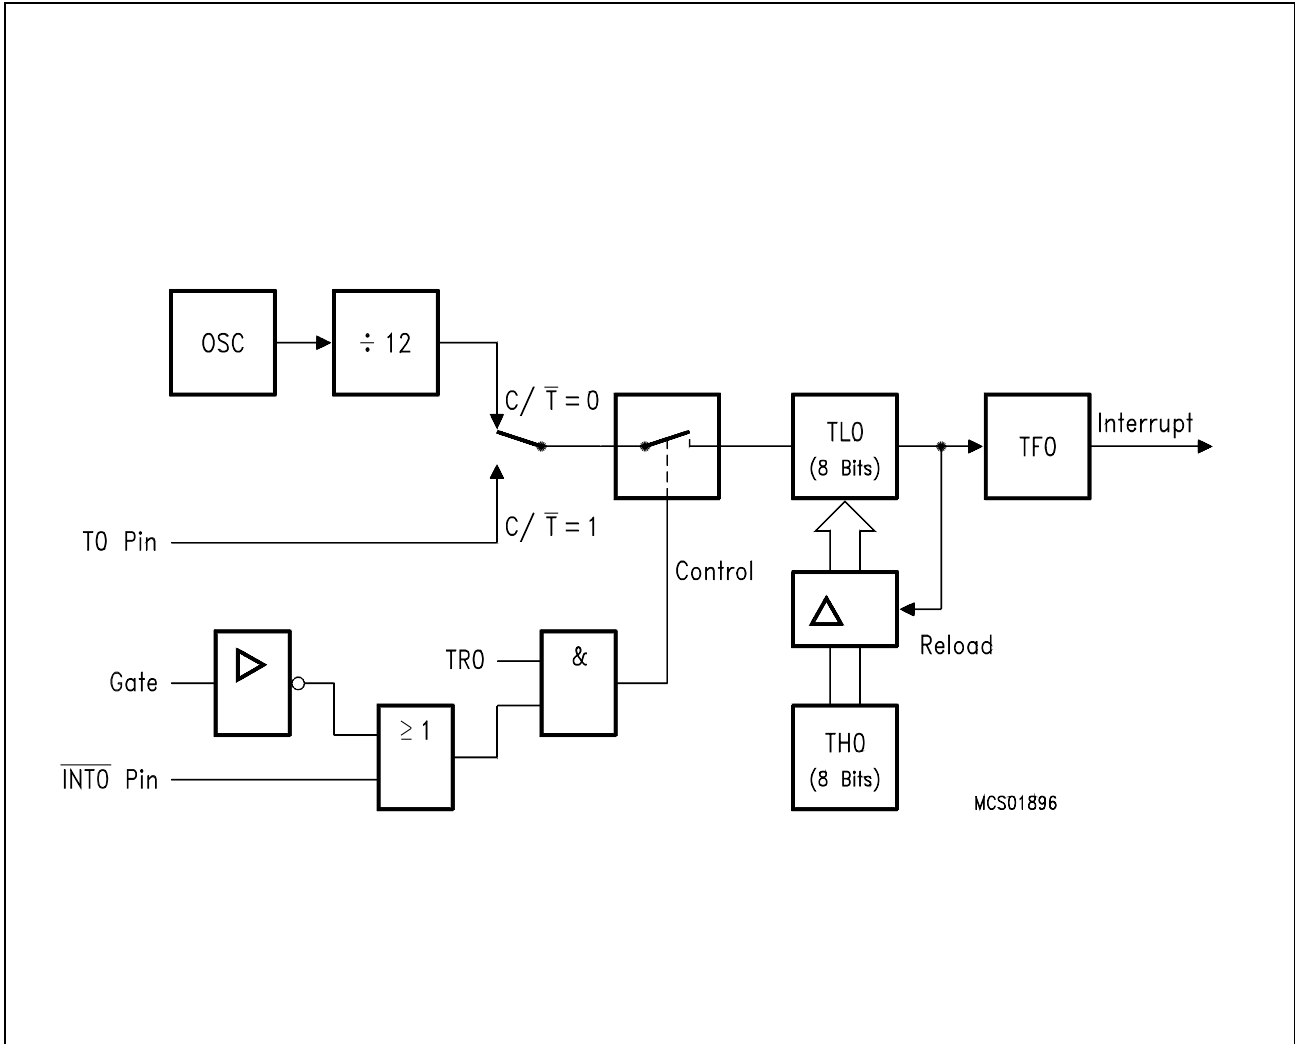 OSC
÷ 12
C/ T̅ = 0
TL0
(8 Bits)
TF0
Interrupt
T0 Pin
C/ T̅ = 1
Control
Reload
Gate
TR0
&
≥ 1
I̅N̅T̅0̅ Pin
TH0
(8 Bits)
MCS01896